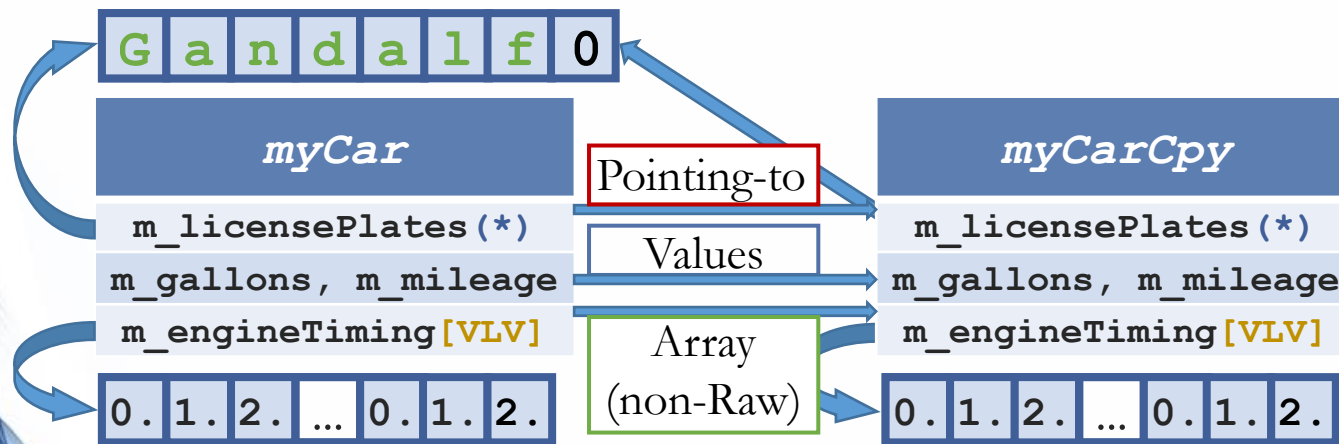 G a n d a l f 0
myCar
myCarCpy
Pointing-to
m_licensePlates(*)
m_licensePlates(*)
Values
m_gallons, m_mileage
m_gallons, m_mileage
m_engineTiming[VLV]
m_engineTiming[VLV]
Array
(non-Raw)
0. 1. 2. … 0. 1. 2.
0. 1. 2. … 0. 1. 2.